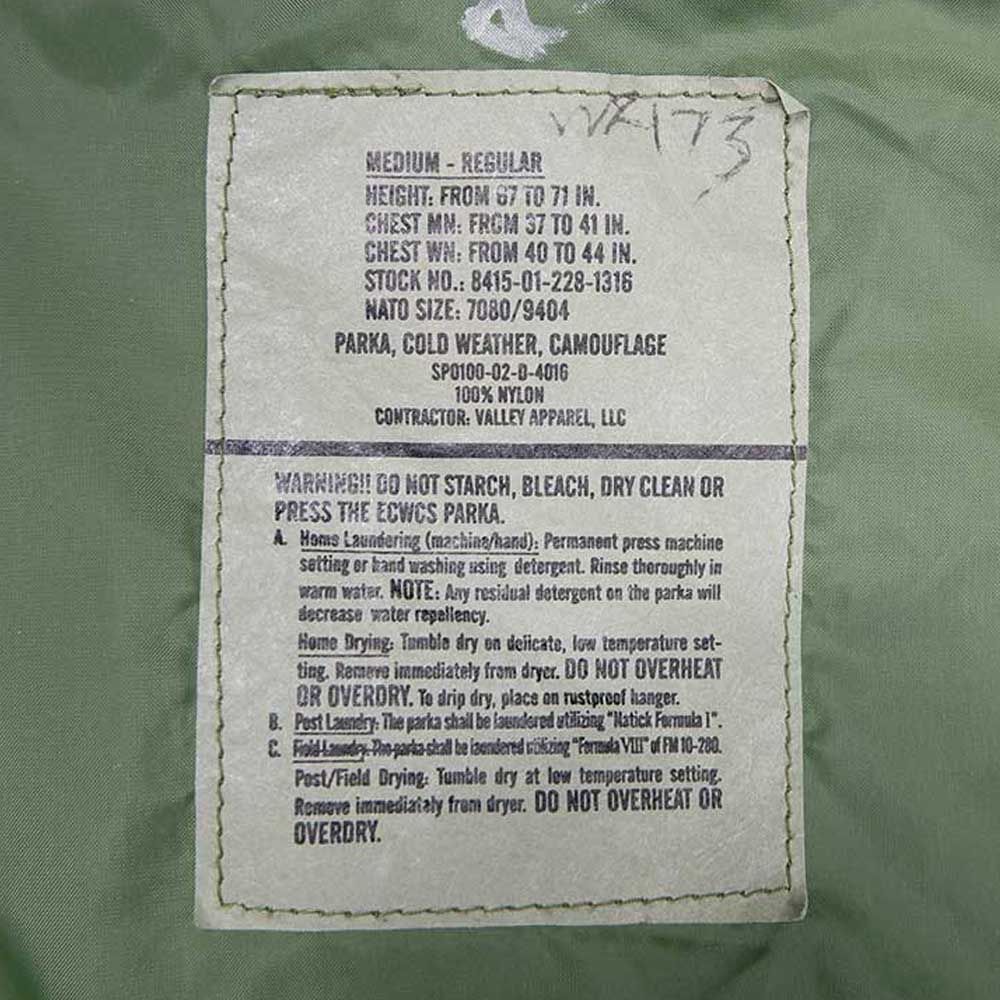 MEDIUM - REGULAR
HEIGHT: FROM 67 TO 71 IN.
CHEST MN: FROM 37 TO 41 IN.
CHEST WN: FROM 40 TO 44 IN.
STOCK NO.: 8415-01-228-1316
NATO SIZE: 7080/9404
PARKA, COLD WEATHER, CAMOUFLAGE
SPO100-02-D-4016
100% NYLON
CONTRACTOR: VALLEY APPAREL, LLC
WARNING!! DO NOT STARCH, BLEACH, DRY CLEAN OR
PRESS THE ECWCS PARKA.
A. Home Laundering (machine/hand): Permanent press machine
setting or hand washing using detergent. Rinse thoroughly in
warm water. NOTE: Any residual detergent on the parka will
decrease water repellency.
Home Drying: Tumble dry on delicate, low temperature set-
ting. Remove immediately from dryer. DO NOT OVERHEAT
OR OVERDRY. To drip dry, place on rustproof hanger.
B. Post Laundry: The parka shall be laundered utilizing "Natick Formula I".
C. Field Laundry: The parka shall be laundered utilizing "Formula VIII" of FM 10-280.
Post/Field Drying: Tumble dry at low temperature setting.
Remove immediately from dryer. DO NOT OVERHEAT OR
OVERDRY.